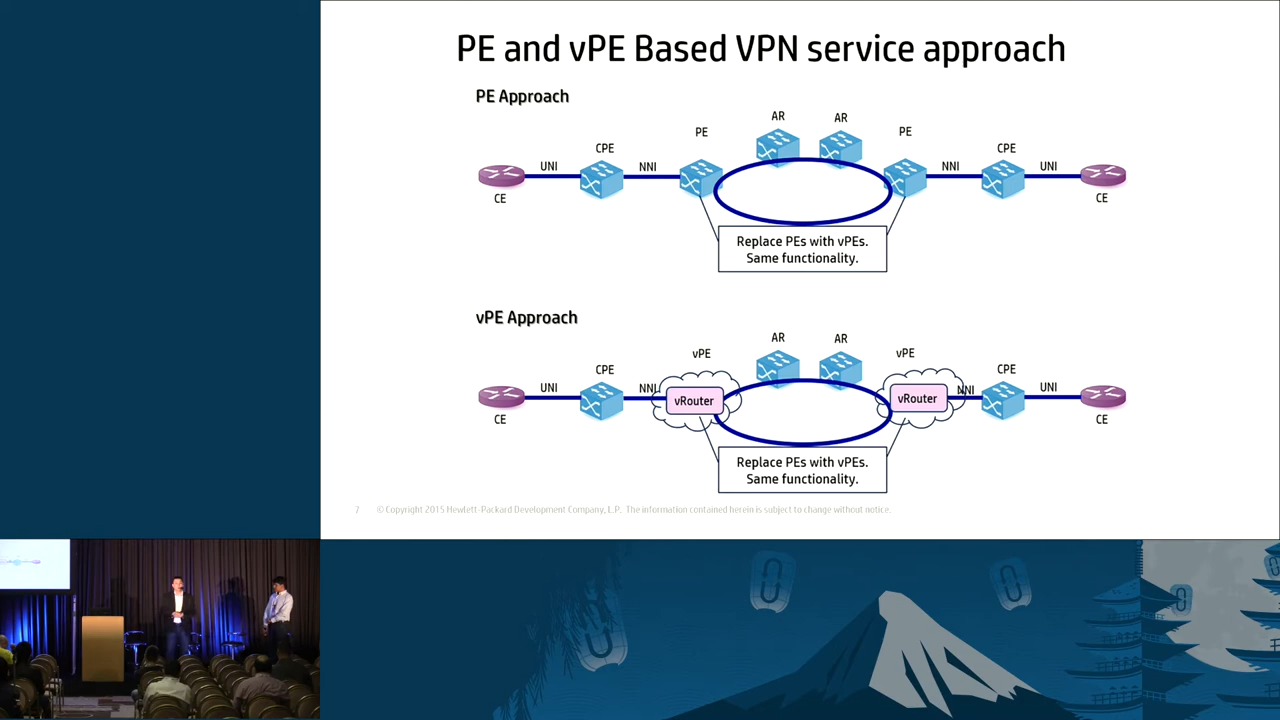 PE and vPE Based VPN service approach
PE Approach
AR
AR
PE
PE
CPE
CPE
UNI
NNI
NNI
UNI
CE
CE
Replace PEs with vPEs.
Same functionality.
vPE Approach
AR
AR
vPE
vPE
CPE
CPE
UNI
NNI
NNI
UNI
vRouter
vRouter
CE
CE
Replace PEs with vPEs.
Same functionality.
7 © Copyright 2015 Hewlett-Packard Development Company, L.P. The information contained herein is subject to change without notice.